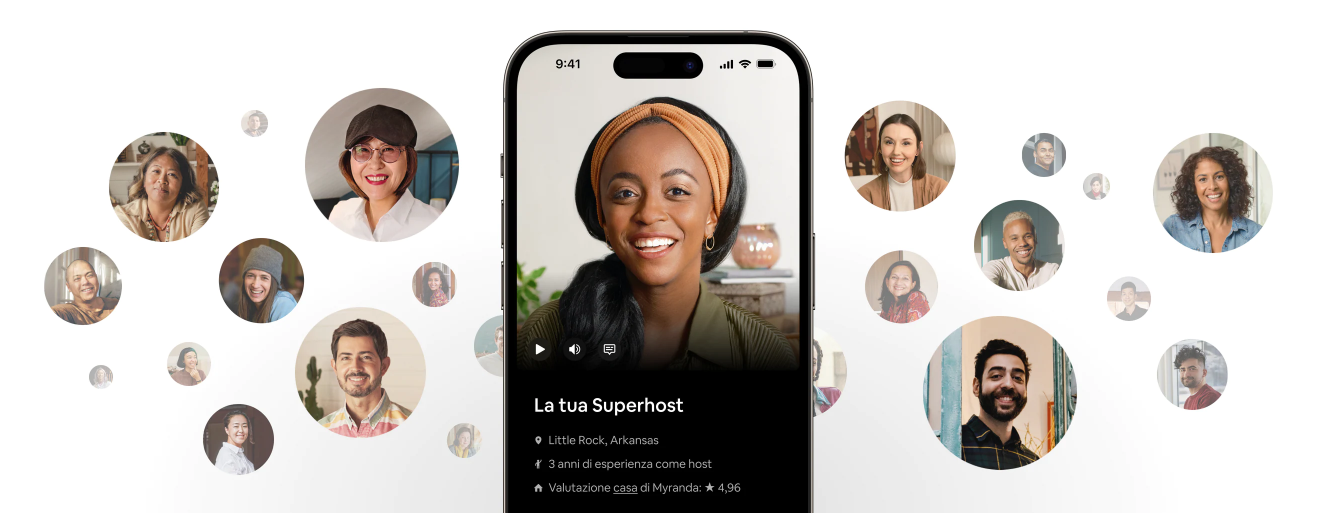 9:41
La tua Superhost
Little Rock, Arkansas
3 anni di esperienza come host
Valutazione casa di Myranda: ★ 4,96